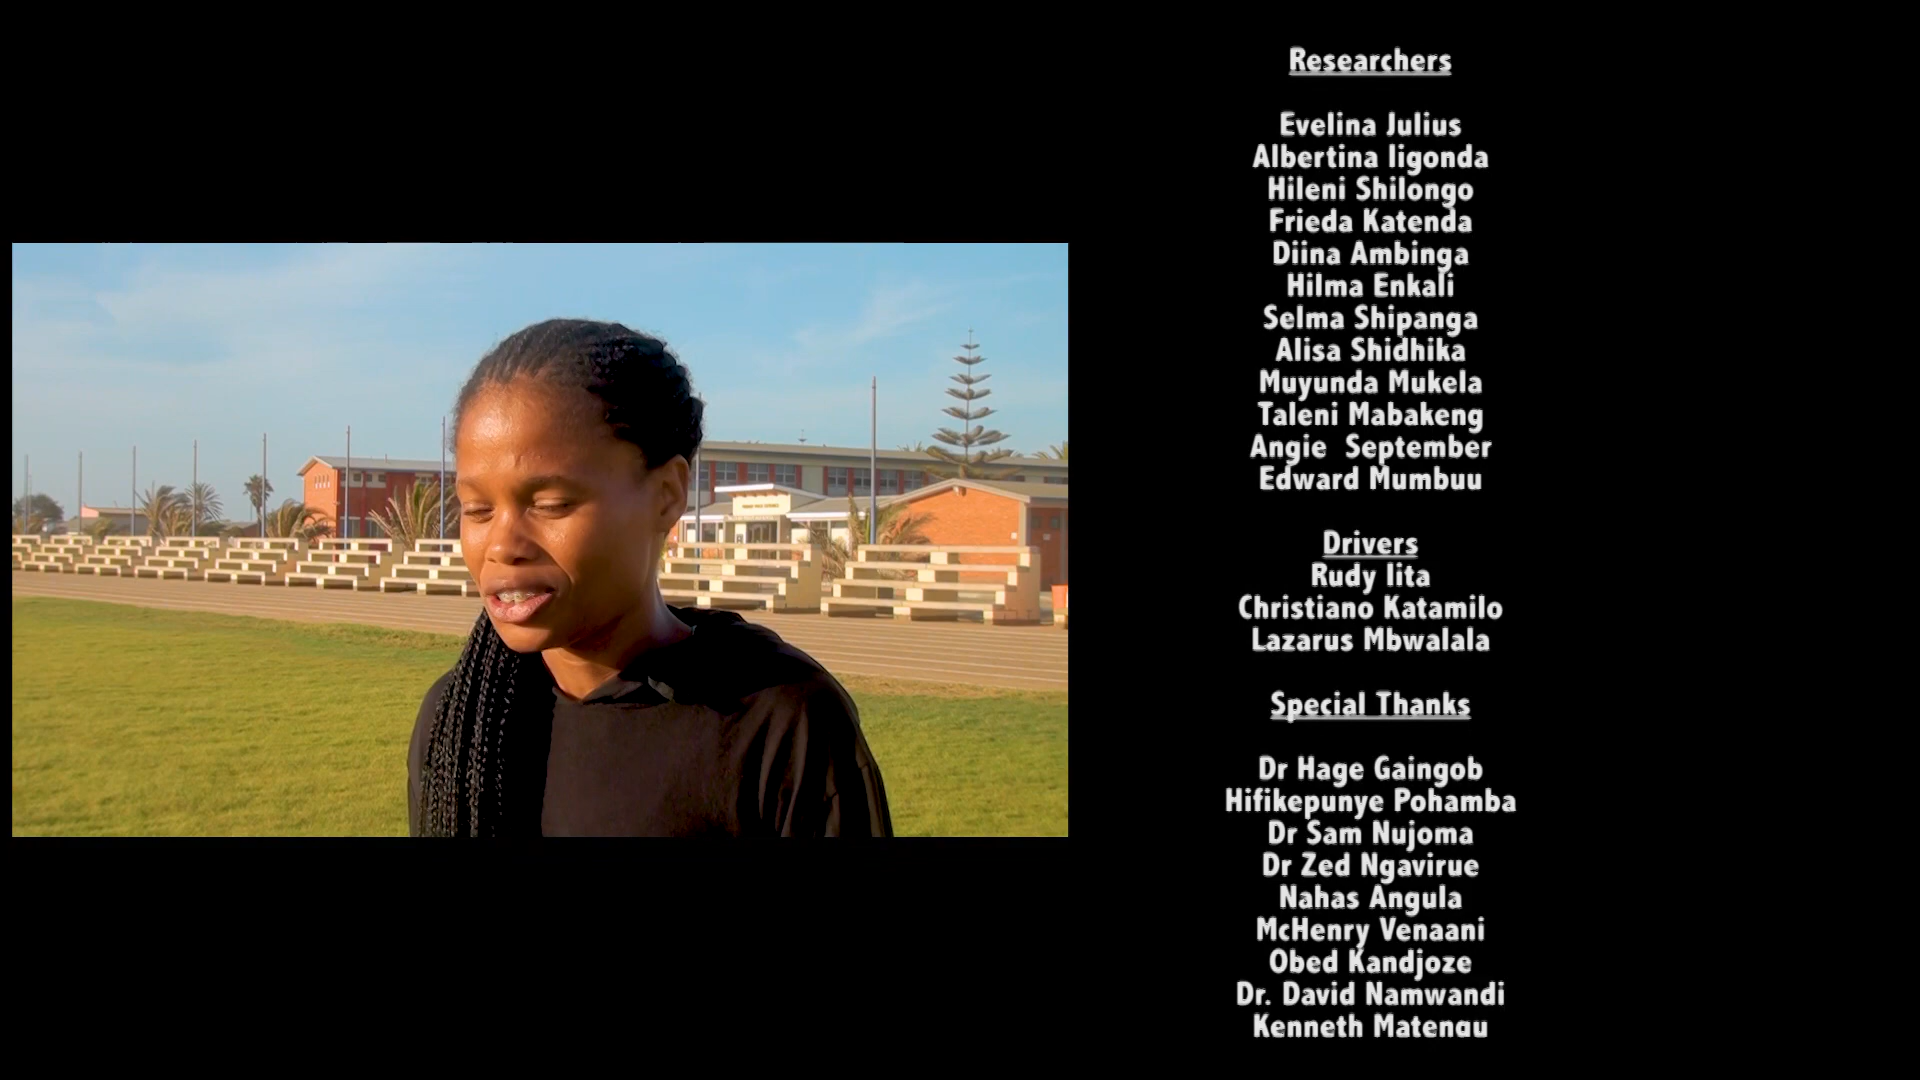 Researchers
Evelina Julius
Albertina Iigonda
Hileni Shilongo
Frieda Katenda
Diina Ambinga
Hilma Enkali
Selma Shipanga
Alisa Shidhika
Muyunda Mukela
Taleni Mabakeng
Angie  September
Edward Mumbuu
Drivers
Rudy Iita
Christiano Katamilo
Lazarus Mbwalala
Special Thanks
Dr Hage Gaingob
Hifikepunye Pohamba
Dr Sam Nujoma
Dr Zed Ngavirue
Nahas Angula
McHenry Venaani
Obed Kandjoze
Dr. David Namwandi
Kenneth Matengu